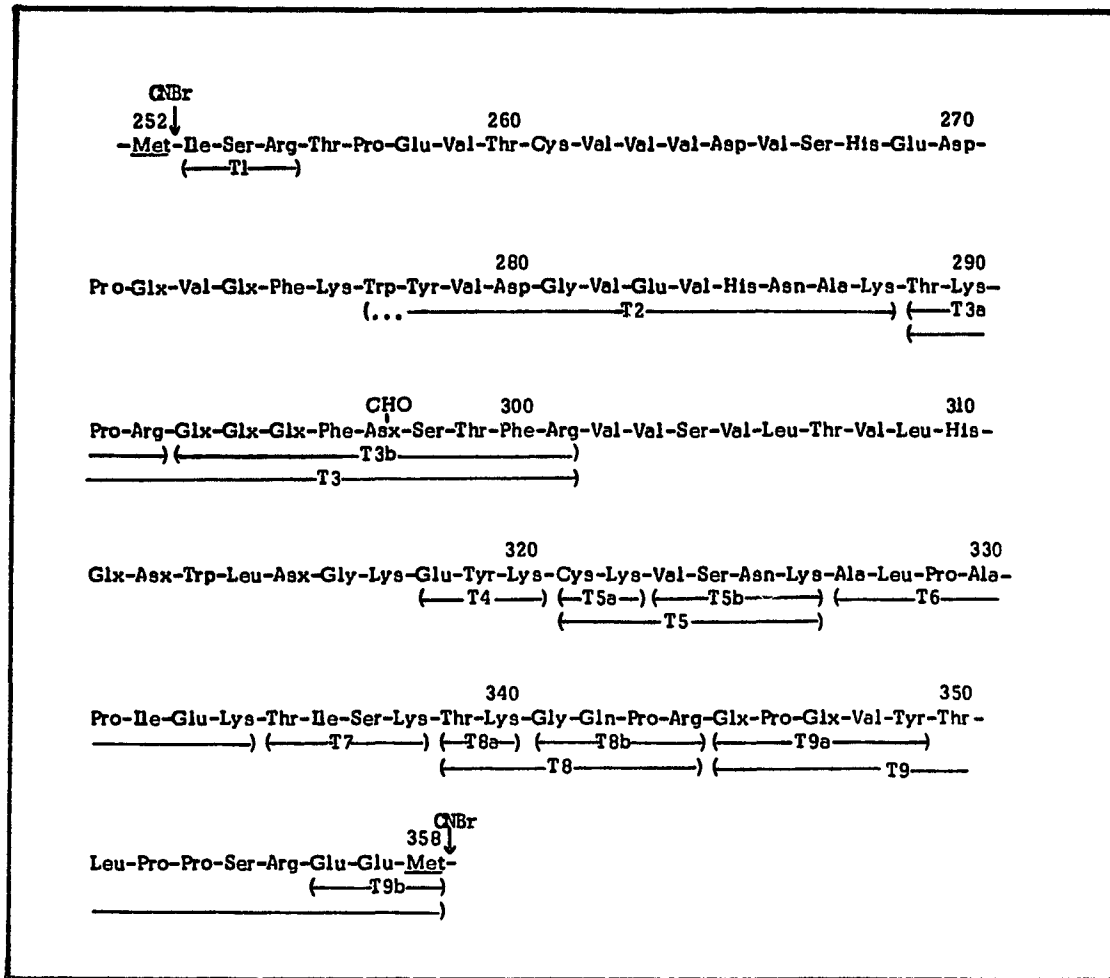 CNBr
252 260 270
-Met-Ile-Ser-Arg-Thr-Pro-Glu-Val-Thr-Cys-Val-Val-Val-Asp-Val-Ser-His-Glu-Asp-
T1
280 290
Pro-Glx-Val-Glx-Phe-Lys-Trp-Tyr-Val-Asp-Gly-Val-Glu-Val-His-Asn-Ala-Lys-Thr-Lys-
(... T2 ) ( T3a
(
CHO
300 310
Pro-Arg-Glx-Glx-Glx-Phe-Asx-Ser-Thr-Phe-Arg-Val-Val-Ser-Val-Leu-Thr-Val-Leu-His-
T3b
T3
320 330
Glx-Asx-Trp-Leu-Asx-Gly-Lys-Glu-Tyr-Lys-Cys-Lys-Val-Ser-Asn-Lys-Ala-Leu-Pro-Ala-
T4 T5a T5b T6
T5
340 350
Pro-Ile-Glu-Lys-Thr-Ile-Ser-Lys-Thr-Lys-Gly-Gln-Pro-Arg-Glx-Pro-Glx-Val-Tyr-Thr-
T7 T8a T8b T9a
T8 T9
CNBr
358
Leu-Pro-Pro-Ser-Arg-Glu-Glu-Met-
T9b